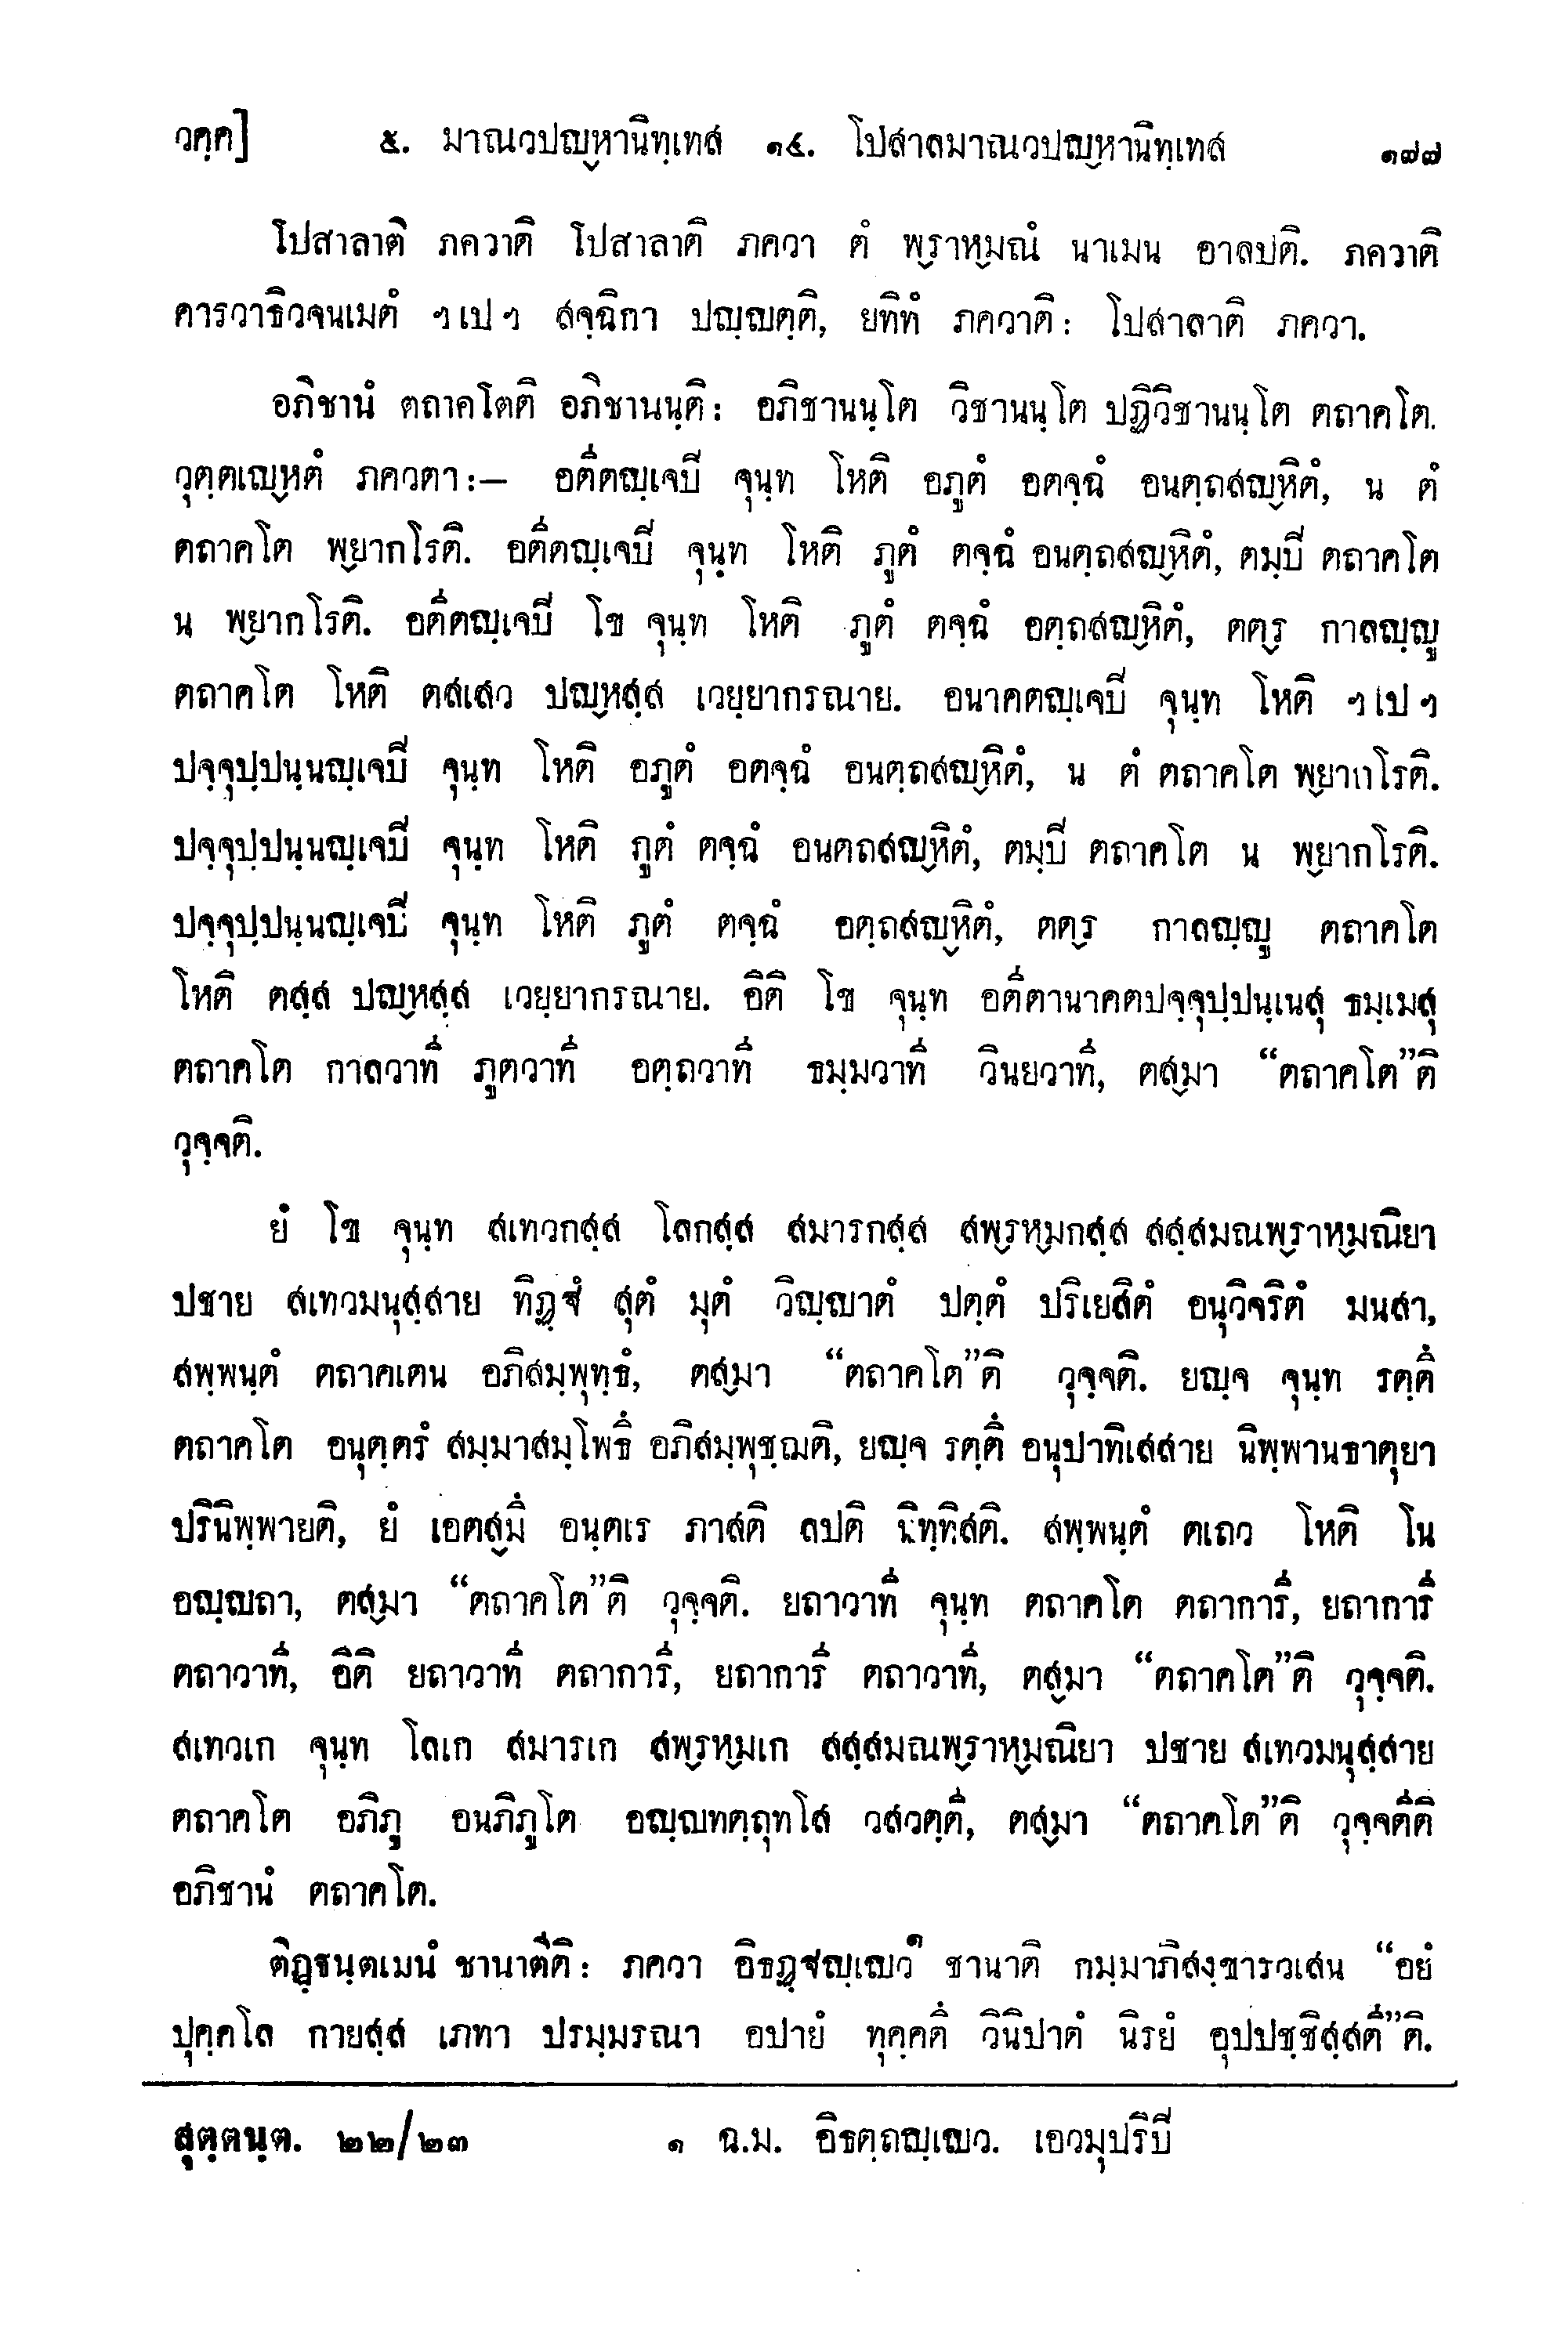 วคฺค]	๕. มาณวปญฺหานิทฺเทส ๑๔. โปสาลมาณวปญฺหานิทฺเทส	๑๗๗
โปสาลาติ ภควาติ โปสาลาติ ภควา ตํ พฺราหฺมณํ นาเมน อาลปติ. ภควาติ
คารวาธิวจนเมตํ ฯ เป ฯ สจฺฉิกา ปญฺญตฺติ, ยทิทํ ภควาติ: โปสาลาติ ภควา.
อภิชานํ ตถาคโตติ อภิชานนฺติ: อภิชานนฺโต วิชานนฺโต ปฏิวิชานนฺโต ตถาคโต.
วุตฺตเญฺหตํ ภควตา :— อตีตญฺเจปิ จุนฺท โหติ อภูตํ อตจฺฉํ อนตฺถสญฺหิตํ, น ตํ
ตถาคโต พฺยากโรติ. อตีตญฺเจปิ จุนฺท โหติ ภูตํ ตจฺฉํ อนตฺถสญฺหิตํ, ตมฺปิ ตถาคโต
น พฺยากโรติ. อตีตญฺเจปิ โข จุนฺท โหติ ภูตํ ตจฺฉํ อตฺถสญฺหิตํ, ตตฺร กาลญฺญู
ตถาคโต โหติ ตสเสว ปญฺหสฺส เวยฺยากรณาย. อนาคตญฺเจปิ จุนฺท โหติ ฯ เป ฯ
ปจฺจุปฺปนฺนญฺเจปิ จุนฺท โหติ อภูตํ อตจฺฉํ อนตฺถสญฺหิตํ, น ตํ ตถาคโต พฺยากโรติ.
ปจฺจุปฺปนฺนญฺเจปิ จุนฺท โหติ ภูตํ ตจฺฉํ อนตถสญฺหิตํ, ตมฺปิ ตถาคโต น พฺยากโรติ.
ปจฺจุปฺปนฺนญฺเจปิ จุนฺท โหติ ภูตํ ตจฺฉํ อตฺถสญฺหิตํ, ตตฺร กาลญฺญู ตถาคโต
โหติ ตสฺส ปญฺหสฺส เวยฺยากรณาย. อิติ โข จุนฺท อตีตานาคตปจฺจุปฺปนฺเนสุ ธมฺเมสุ
ตถาคโต กาลวาที ภูตวาที อตฺถวาที ธมฺมวาที วินยวาที, ตสฺมา “ตถาคโต”ติ
วุจฺจติ.
ยํ โข จุนฺท สเทวกสฺส โลกสฺส สมารกสฺส สพฺรหฺมกสฺส สสฺสมณพฺราหฺมณิยา
ปชาย สเทวมนุสฺสาย ทิฏฺฐํ สุตํ มุตํ วิญฺญาตํ ปตฺตํ ปริเยสิตํ อนุวิจริตํ มนสา,
สพฺพนฺตํ ตถาคเตน อภิสมฺพุทฺธํ, ตสฺมา “ตถาคโต”ติ วุจฺจติ. ยญฺจ จุนฺท รตฺตึ
ตถาคโต อนุตฺตรํ สมฺมาสมฺโพธึ อภิสมฺพุชฺฌติ, ยญฺจ รตฺตึ อนุปาทิเสสาย นิพฺพานธาตุยา
ปรินิพฺพายติ, ยํ เอตสฺมึ อนฺตเร ภาสติ ลปติ นิทฺทิสติ. สพฺพนฺตํ ตเถว โหติ โน
อญฺญถา, ตสฺมา “ตถาคโต”ติ วุจฺจติ. ยถาวาที จุนฺท ตถาคโต ตถาการี, ยถาการี
ตถาวาที, อิติ ยถาวาที ตถาการี, ยถาการี ตถาวาที, ตสฺมา “ตถาคโต”ติ วุจฺจติ.
สเทวเก จุนฺท โลเก สมารเก สพฺรหฺมเก สสฺสมณพฺราหฺมณิยา ปชาย สเทวมนุสฺสาย
ตถาคโต อภิภู อนภิภูโต อญฺญทตฺถุทโส วสวตฺตี, ตสฺมา “ตถาคโต”ติ วุจฺจตีติ
อภิชานํ ตถาคโต.
ติฏฺฐนฺตเมนํ ชานาตีติ: ภควา อิธฏฺฐญฺเญว๑ ชานาติ กมฺมาภิสงฺขารวเสน “อยํ
ปุคฺคโล กายสฺส เภทา ปรมฺมรณา อปายํ ทุคฺคตึ วินิปาตํ นิรยํ อุปปชฺชิสฺสตี”ติ.
สุตฺตนฺต. ๒๒/๒๓	๑ ฉ.ม. อิธตฺถญฺเญว. เอวมุปริปิ